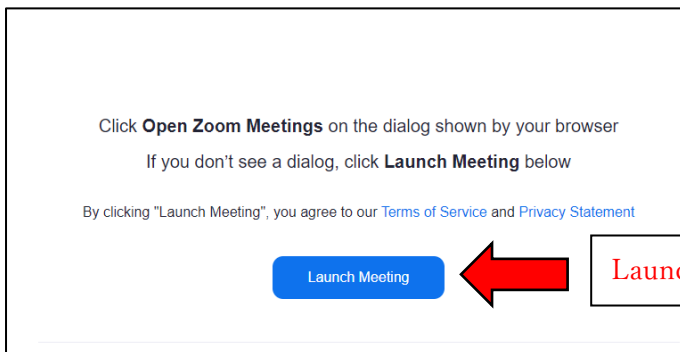 Click Open Zoom Meetings on the dialog shown by your browser
If you don’t see a dialog, click Launch Meeting below
By clicking "Launch Meeting", you agree to our Terms of Service and Privacy Statement
Launch Meeting